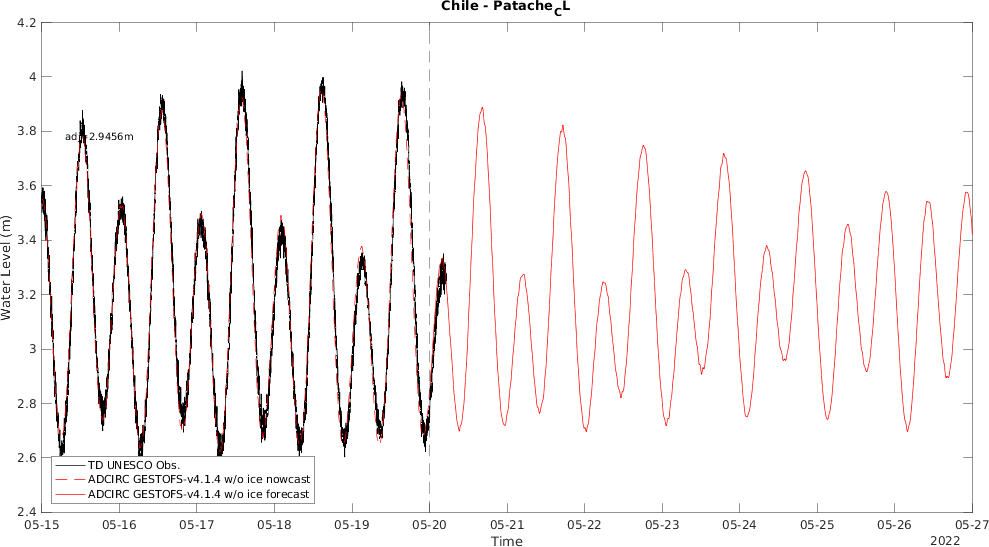 Chile - Patache_CL
4.2
4
3.8
3.6
3.4
3.2
3
2.8
2.6
2.4
Water Level (m)
2.9456m
TD UNESCO Obs.
ADCIRC GESTOFS-v4.1.4 w/o ice nowcast
ADCIRC GESTOFS-v4.1.4 w/o ice forecast
05-15 05-16 05-17 05-18 05-19 05-20 05-21 05-22 05-23 05-24 05-25 05-26 05-27
Time
2022